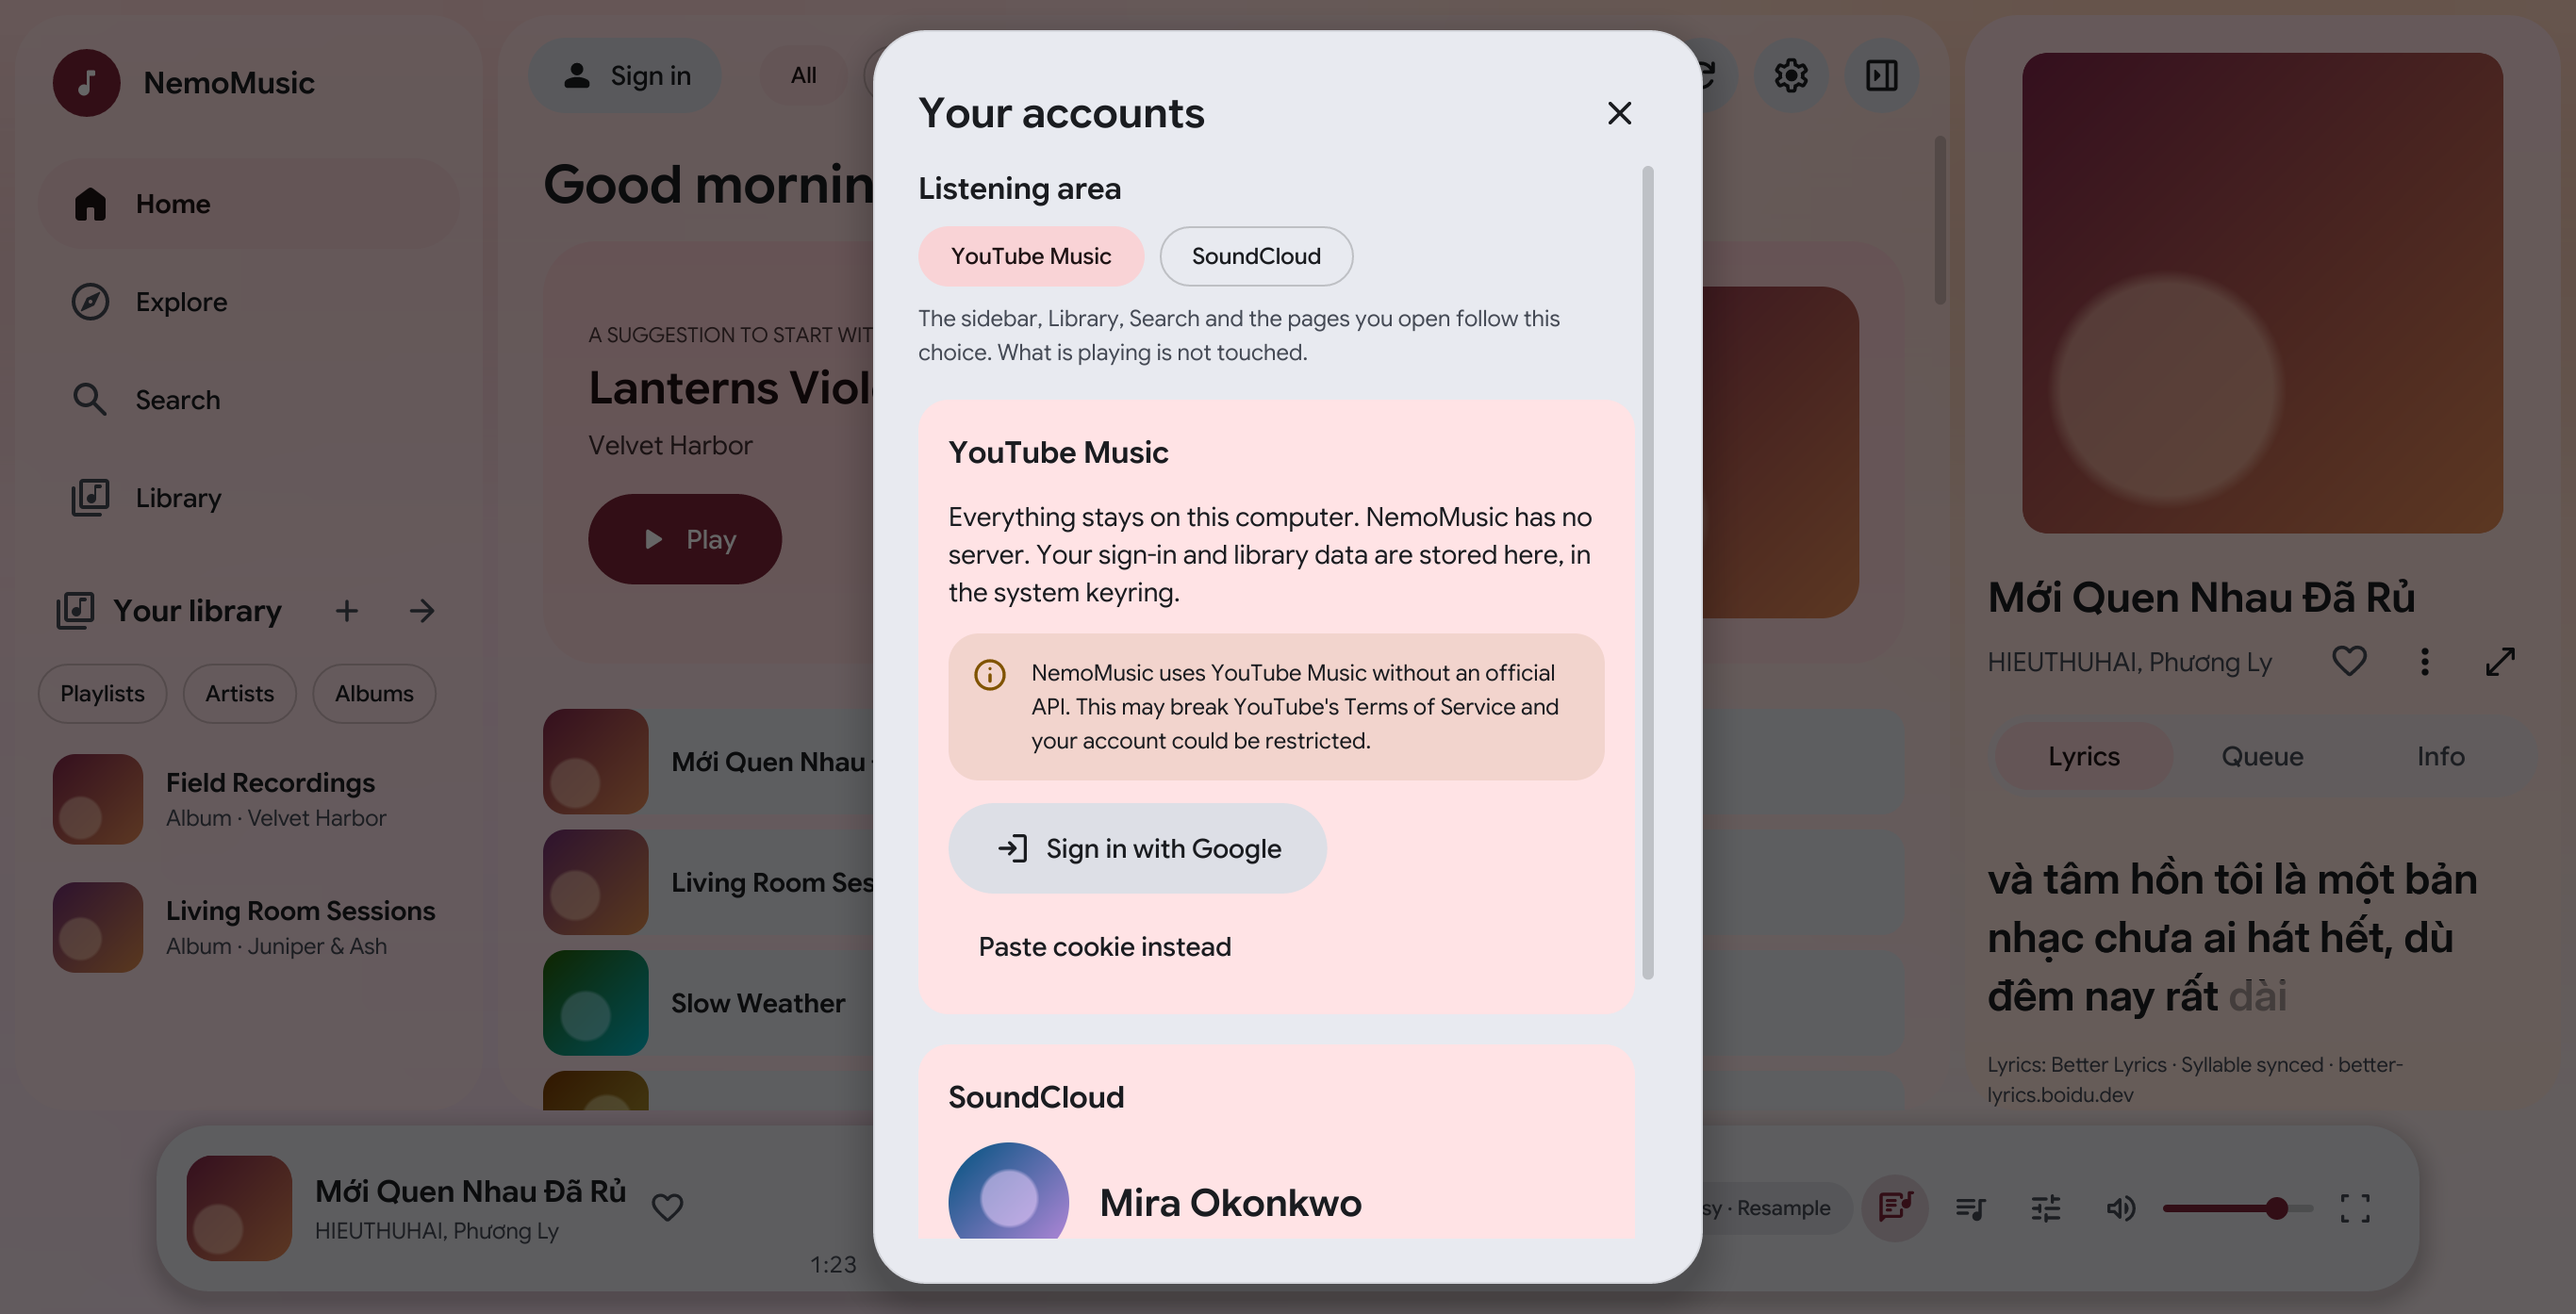 NemoMusic
Home
Explore
Search
Library
Your library
Playlists
Artists
Albums
Field Recordings
Album · Velvet Harbor
Living Room Sessions
Album · Juniper & Ash
Sign in
All
Good
A SUGGESTION TO START
Lanterns
Velvet Harbor
Play
Mới Quen Nhau
Living Room
Slow Weather
Your accounts
Listening area
YouTube Music
SoundCloud
The sidebar, Library, Search and the pages you open follow this
choice. What is playing is not touched.
YouTube Music
Everything stays on this computer. NemoMusic has no
server. Your sign-in and library data are stored here, in
the system keyring.
NemoMusic uses YouTube Music without an official
API. This may break YouTube's Terms of Service and
your account could be restricted.
Sign in with Google
Paste cookie instead
SoundCloud
Mira Okonkwo
Mới Quen Nhau Đã Rủ
HIEUTHUHAI, Phương Ly
Lyrics
Queue
Info
và tâm hồn tôi là một bản
nhạc chưa ai hát hết, dù
đêm nay rất dài
Lyrics: Better Lyrics · Syllable synced · better-
lyrics.boidu.dev
Mới Quen Nhau Đã Rủ
HIEUTHUHAI, Phương Ly
1:23
· Resample